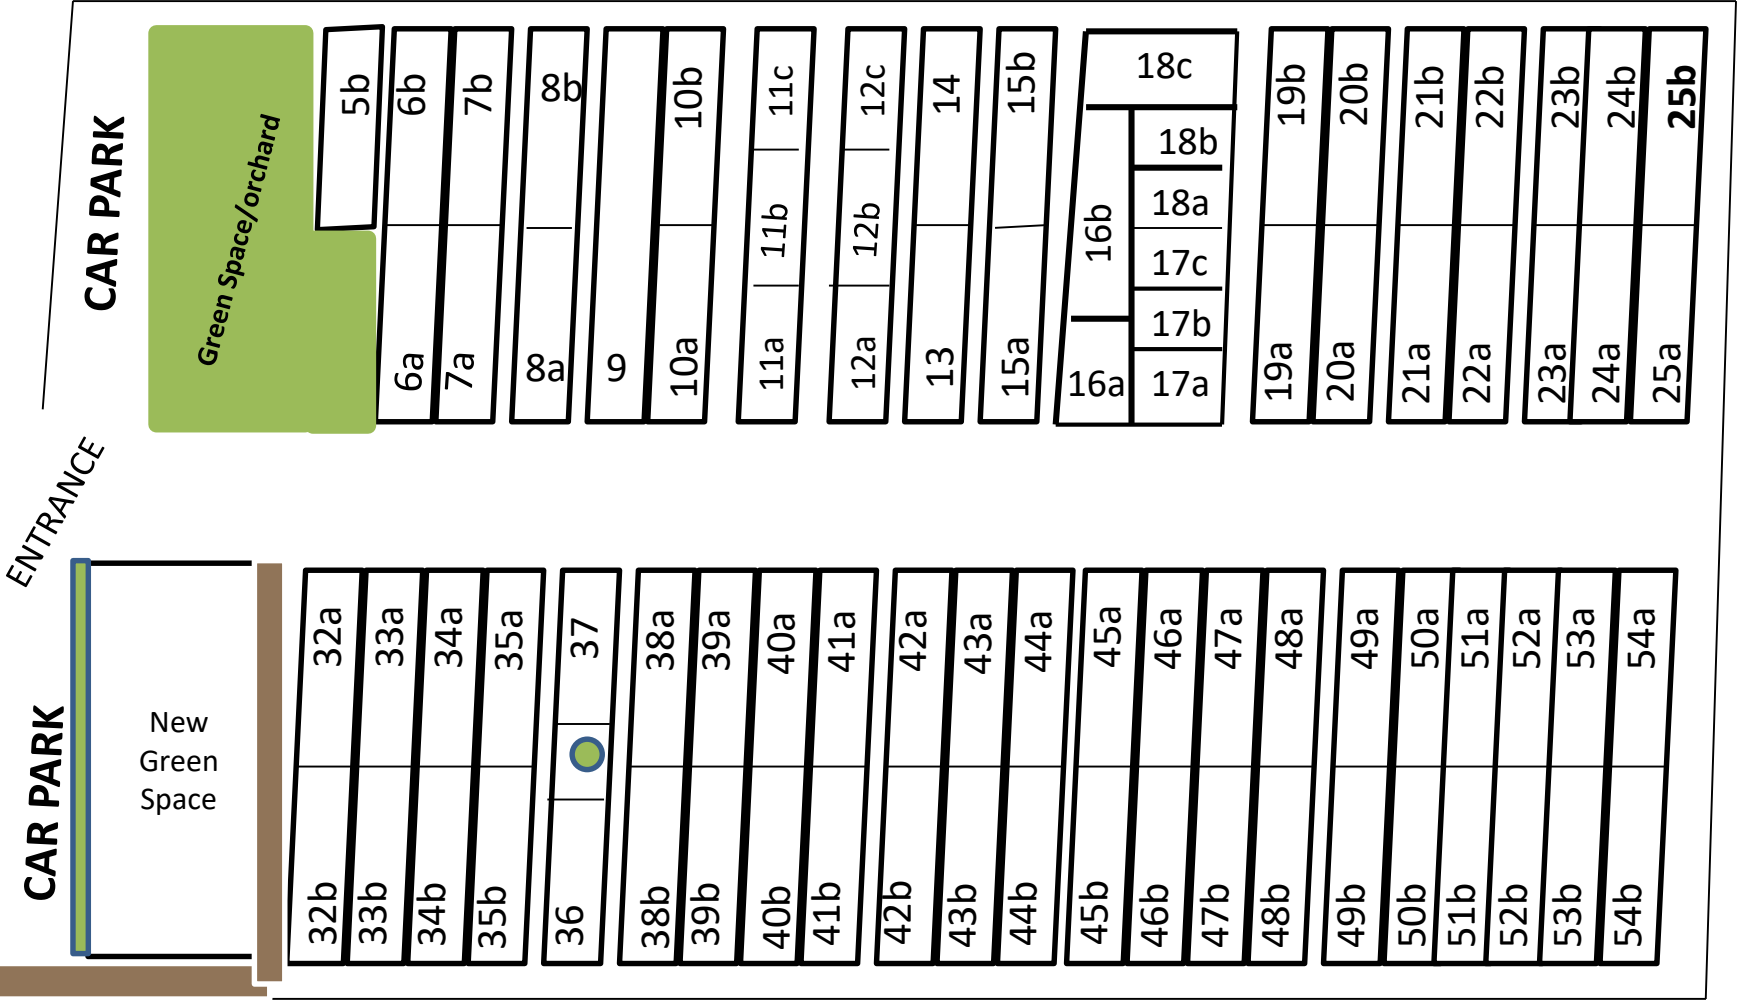 CAR PARK
Green Space/orchard
5b
6b
7b
8b
10b
11c
12c
14
15b
18c
19b
20b
21b
22b
23b
24b
25b
18b
11b
12b
16b
18a
17c
17b
6a
7a
8a
9
10a
11a
12a
13
15a
16a
17a
19a
20a
21a
22a
23a
24a
25a
ENTRANCE
CAR PARK
New
Green
Space
32a
33a
34a
35a
37
38a
39a
40a
41a
42a
43a
44a
45a
46a
47a
48a
49a
50a
51a
52a
53a
54a
32b
33b
34b
35b
36
38b
39b
40b
41b
42b
43b
44b
45b
46b
47b
48b
49b
50b
51b
52b
53b
54b